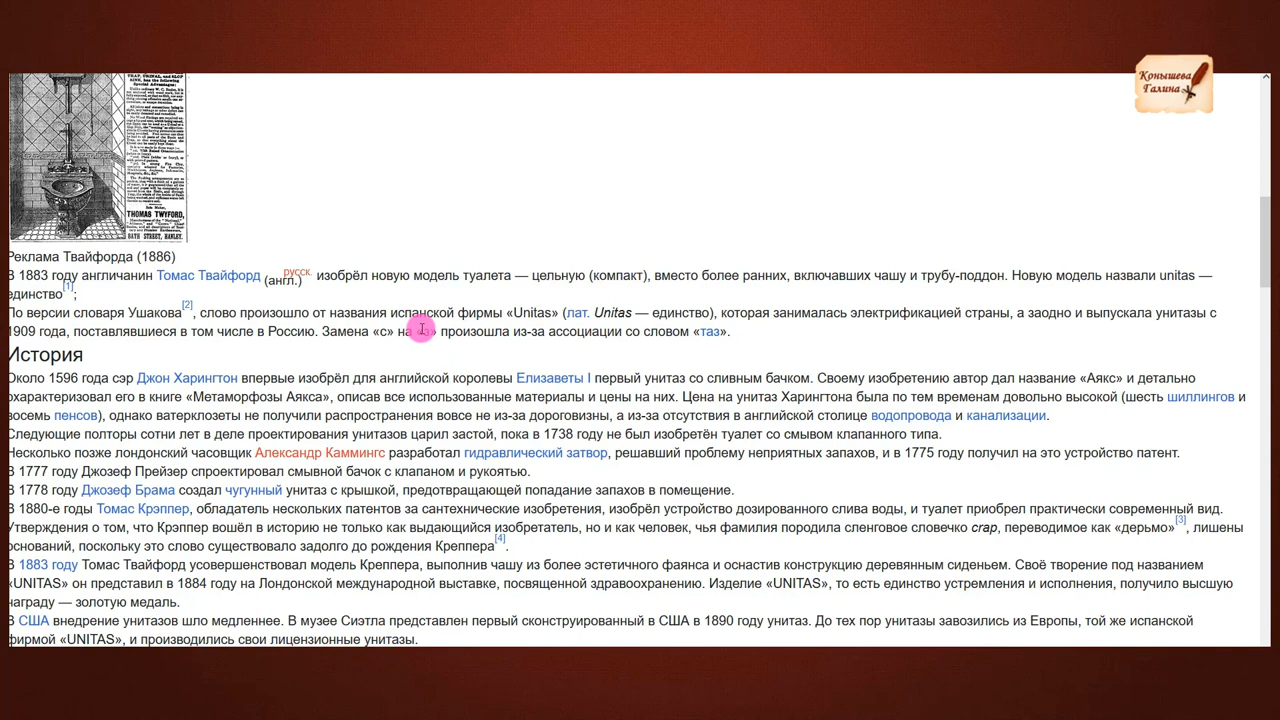 Конышева
Галина
TRAP, URINAL, and SLOP
SINK, has the following
Special Advantages:
THOMAS TWYFORD,
BATH STREET, HANLEY.
Реклама Твайфорда (1886)
В 1883 году англичанин Томас Твайфорд (англ.) русск. изобрёл новую модель туалета — цельную (компакт), вместо более ранних, включавших чашу и трубу-поддон. Новую модель назвали unitas —
единство[1];
По версии словаря Ушакова[2], слово произошло от названия испанской фирмы «Unitas» (лат. Unitas — единство), которая занималась электрификацией страны, а заодно и выпускала унитазы с
1909 года, поставлявшиеся в том числе в Россию. Замена «с» на «з» произошла из-за ассоциации со словом «таз».
История
Около 1596 года сэр Джон Харингтон впервые изобрёл для английской королевы Елизаветы I первый унитаз со сливным бачком. Своему изобретению автор дал название «Аякс» и детально
охарактеризовал его в книге «Метаморфозы Аякса», описав все использованные материалы и цены на них. Цена на унитаз Харингтона была по тем временам довольно высокой (шесть шиллингов и
восемь пенсов), однако ватерклозеты не получили распространения вовсе не из-за дороговизны, а из-за отсутствия в английской столице водопровода и канализации.
Следующие полторы сотни лет в деле проектирования унитазов царил застой, пока в 1738 году не был изобретён туалет со смывом клапанного типа.
Несколько позже лондонский часовщик Александр Каммингс разработал гидравлический затвор, решавший проблему неприятных запахов, и в 1775 году получил на это устройство патент.
В 1777 году Джозеф Прейзер спроектировал смывной бачок с клапаном и рукоятью.
В 1778 году Джозеф Брама создал чугунный унитаз с крышкой, предотвращающей попадание запахов в помещение.
В 1880-е годы Томас Крэппер, обладатель нескольких патентов за сантехнические изобретения, изобрёл устройство дозированного слива воды, и туалет приобрел практически современный вид.
Утверждения о том, что Крэппер вошёл в историю не только как выдающийся изобретатель, но и как человек, чья фамилия породила сленговое словечко crap, переводимое как «дерьмо»[3], лишены
оснований, поскольку это слово существовало задолго до рождения Креппера[4].
В 1883 году Томас Твайфорд усовершенствовал модель Креппера, выполнив чашу из более эстетичного фаянса и оснастив конструкцию деревянным сиденьем. Своё творение под названием
«UNITAS» он представил в 1884 году на Лондонской международной выставке, посвященной здравоохранению. Изделие «UNITAS», то есть единство устремления и исполнения, получило высшую
награду — золотую медаль.
В США внедрение унитазов шло медленнее. В музее Сиэтла представлен первый сконструированный в США в 1890 году унитаз. До тех пор унитазы завозились из Европы, той же испанской
фирмой «UNITAS», и производились свои лицензионные унитазы.